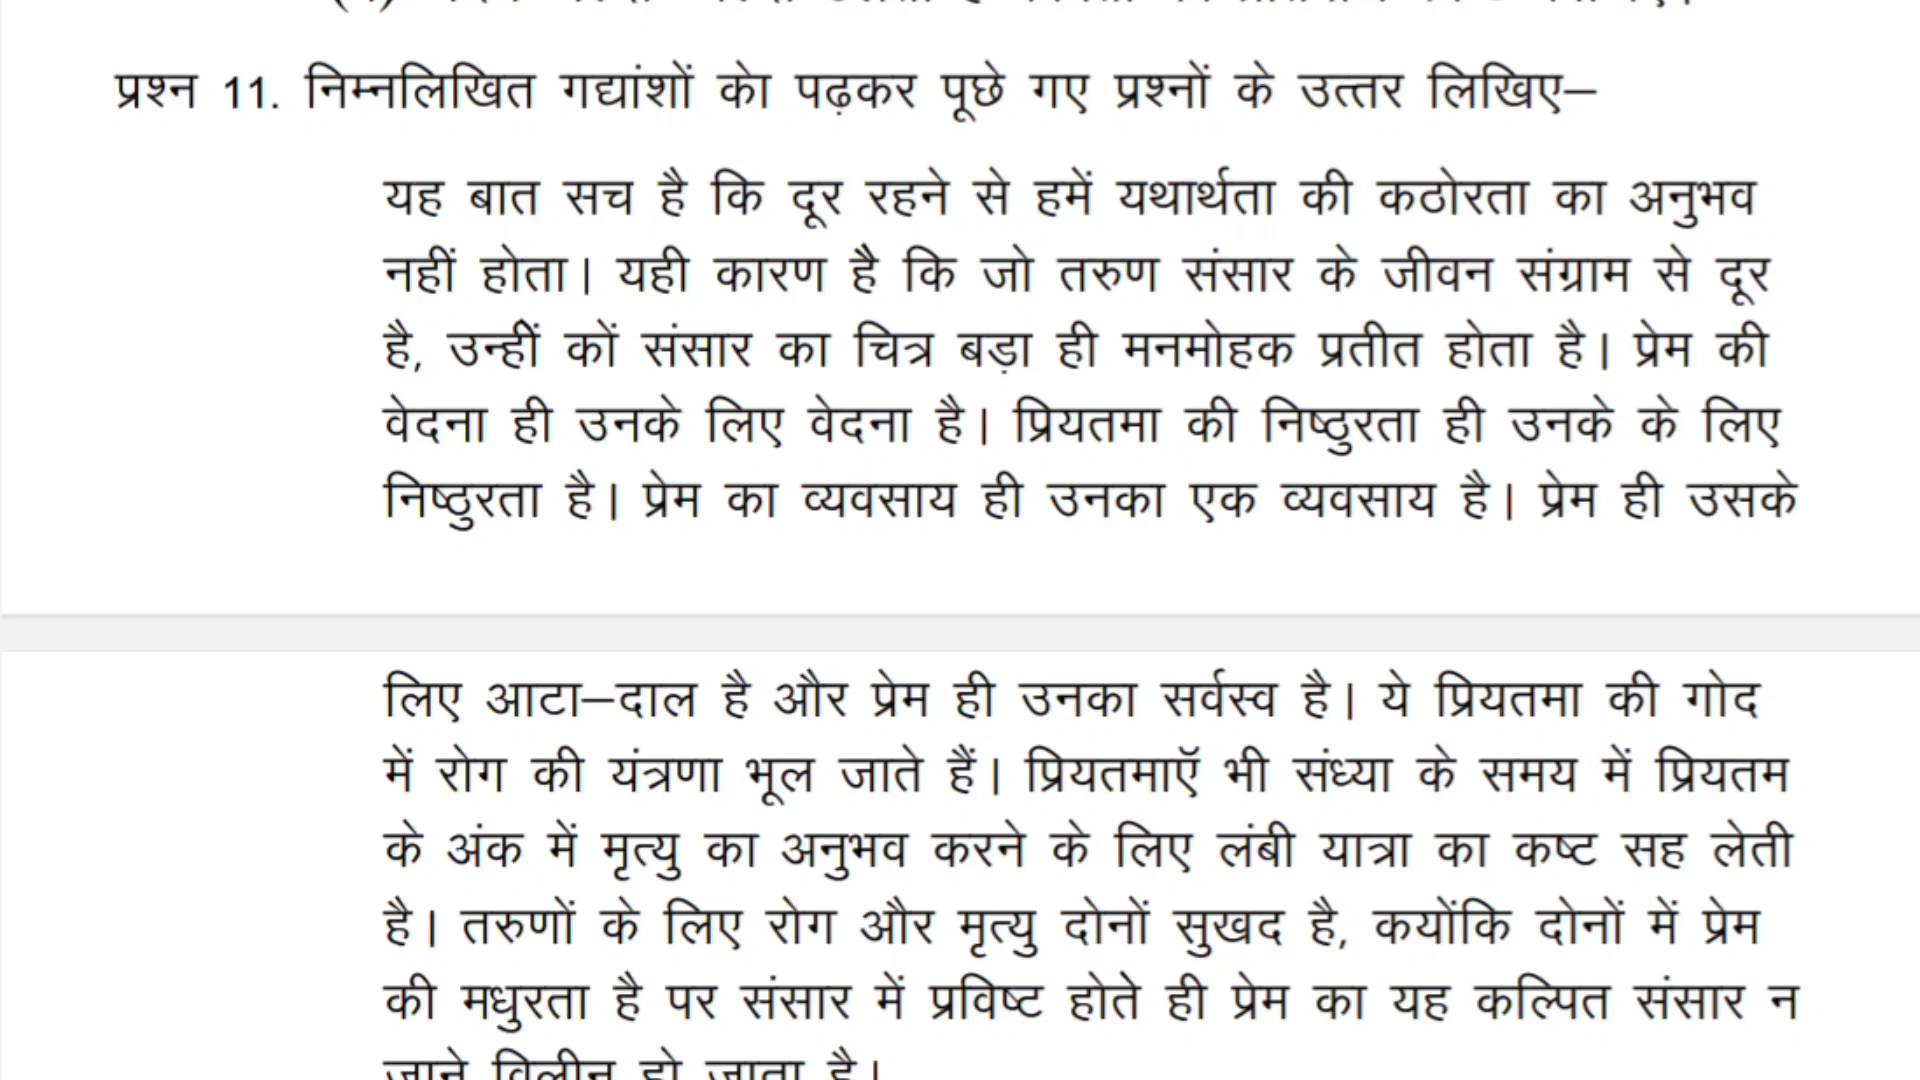 प्रश्न 11. निम्नलिखित गद्यांशों को पढ़कर पूछे गए प्रश्नों के उत्तर लिखिए–
यह बात सच है कि दूर रहने से हमें यथार्थता की कठोरता का अनुभव
नहीं होता। यही कारण है कि जो तरुण संसार के जीवन संग्राम से दूर
है, उन्हीं कों संसार का चित्र बड़ा ही मनमोहक प्रतीत होता है। प्रेम की
वेदना ही उनके लिए वेदना है। प्रियतमा की निष्ठुरता ही उनके के लिए
निष्ठुरता है। प्रेम का व्यवसाय ही उनका एक व्यवसाय है। प्रेम ही उसके
लिए आटा–दाल है और प्रेम ही उनका सर्वस्व है। ये प्रियतमा की गोद
में रोग की यंत्रणा भूल जाते हैं। प्रियतमाऍ भी संध्या के समय में प्रियतम
के अंक में मृत्यु का अनुभव करने के लिए लंबी यात्रा का कष्ट सह लेती
है। तरुणों के लिए रोग और मृत्यु दोनों सुखद है, कयोंकि दोनों में प्रेम
की मधुरता है पर संसार में प्रविष्ट होते ही प्रेम का यह कल्पित संसार न
जाने विलीन हो जाता है।